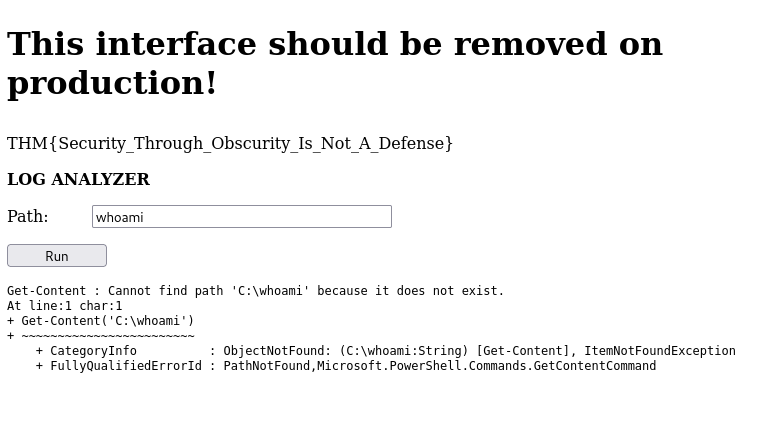 This interface should be removed on
production!
THM{Security_Through_Obscurity_Is_Not_A_Defense}
LOG ANALYZER
Path: whoami
Run
Get-Content : Cannot find path 'C:\whoami' because it does not exist.
At line:1 char:1
+ Get-Content('C:\whoami')
+ ~~~~~~~~~~~~~~~~~~~~~~~~
    + CategoryInfo          : ObjectNotFound: (C:\whoami:String) [Get-Content], ItemNotFoundException
    + FullyQualifiedErrorId : PathNotFound,Microsoft.PowerShell.Commands.GetContentCommand